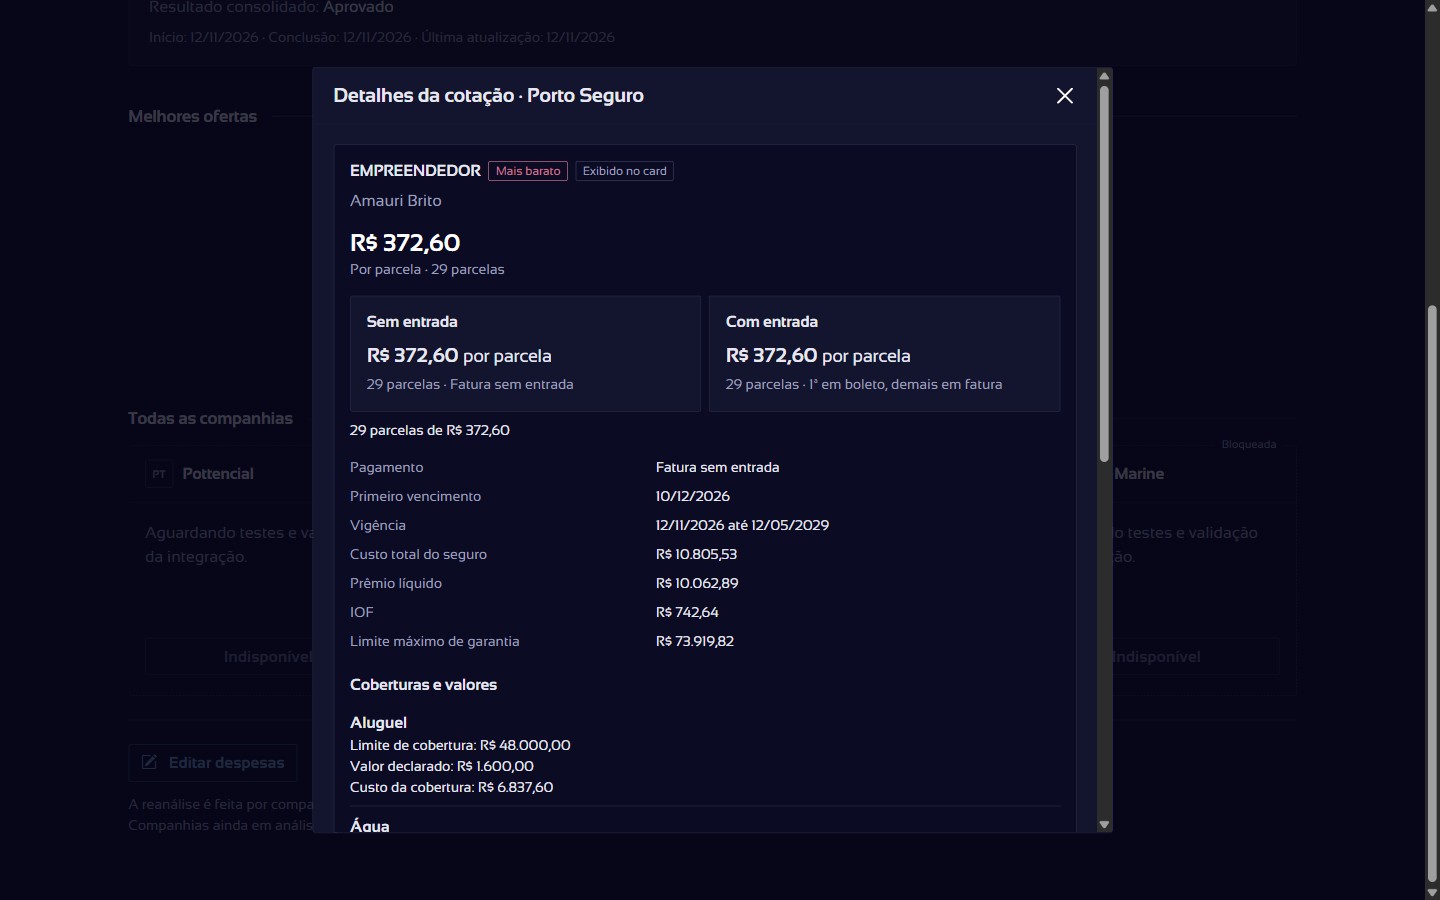 Resultado consolidado: Aprovado
Início: 12/11/2026 · Conclusão: 12/11/2026 · Última atualização: 12/11/2026
Melhores ofertas
Detalhes da cotação · Porto Seguro
EMPREENDEDOR Mais barato Exibido no card
Amauri Brito
R$ 372,60
Por parcela · 29 parcelas
Sem entrada
R$ 372,60 por parcela
29 parcelas · Fatura sem entrada
Com entrada
R$ 372,60 por parcela
29 parcelas · 1ª em boleto, demais em fatura
29 parcelas de R$ 372,60
Pagamento Fatura sem entrada
Primeiro vencimento 10/12/2026
Vigência 12/11/2026 até 12/05/2029
Custo total do seguro R$ 10.805,53
Prêmio líquido R$ 10.062,89
IOF R$ 742,64
Limite máximo de garantia R$ 73.919,82
Coberturas e valores
Aluguel
Limite de cobertura: R$ 48.000,00
Valor declarado: R$ 1.600,00
Custo da cobertura: R$ 6.837,60
Água
Todas as companhias
PT Pottencial
Aguardando testes e va
da integração.
Indisponível
Bloqueada
Marine
o testes e validação
ão.
Indisponível
Editar despesas
A reanálise é feita por compa
Companhias ainda em anális